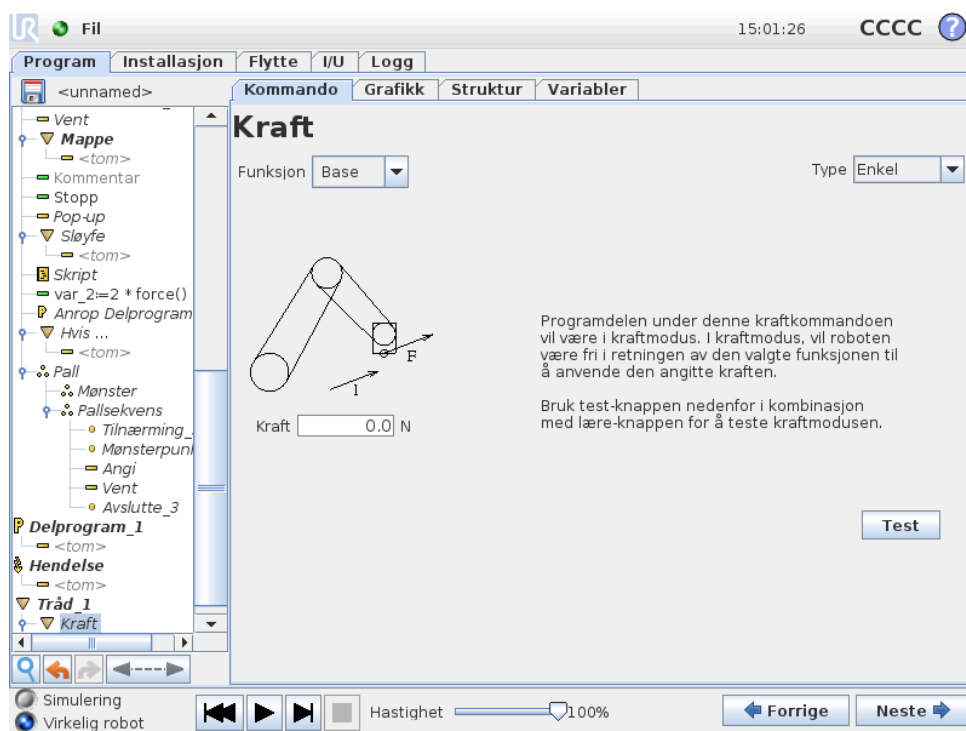 UR Fil 15:01:26 CCCC ?
Program Installasjon Flytte I/U Logg
<unnamed>
Kommando Grafikk Struktur Variabler
Vent
Mappe
<tom>
Kommentar
Stopp
Pop-up
Sløyfe
<tom>
Skript
var_2:=2 * force()
P Anrop Delprogram
Hvis ...
<tom>
Pall
Mønster
Pallsekvens
Tilnærming_
Mønsterpun
Angi
Vent
Avslutte_3
P Delprogram_1
<tom>
Hendelse
<tom>
Tråd_1
Kraft
Kraft
Funksjon Base
Type Enkel
F
1
Kraft 0.0 N
Programdelen under denne kraftkommandoen
vil være i kraftmodus. I kraftmodus, vil roboten
være fri i retningen av den valgte funksjonen til
å anvende den angitte kraften.
Bruk test-knappen nedenfor i kombinasjon
med lære-knappen for å teste kraftmodusen.
Test
Simulering
Virkelig robot
Hastighet 100%
Forrige
Neste